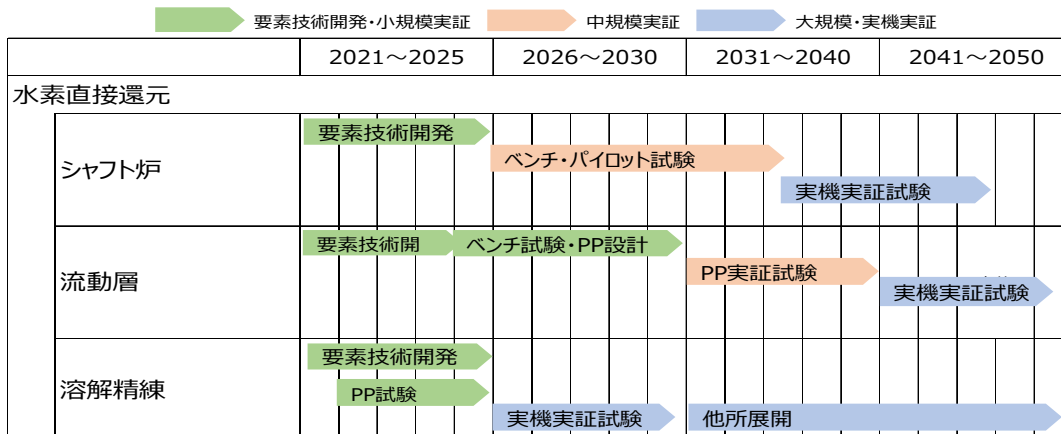 要素技術開発・小規模実証 中規模実証 大規模・実機実証
2021～2025 2026～2030 2031～2040 2041～2050
水素直接還元
シャフト炉
要素技術開発
ベンチ・パイロット試験
実機実証試験
流動層
要素技術開
ベンチ試験・PP設計
PP実証試験
実機実証試験
溶解精練
要素技術開発
PP試験
実機実証試験
他所展開